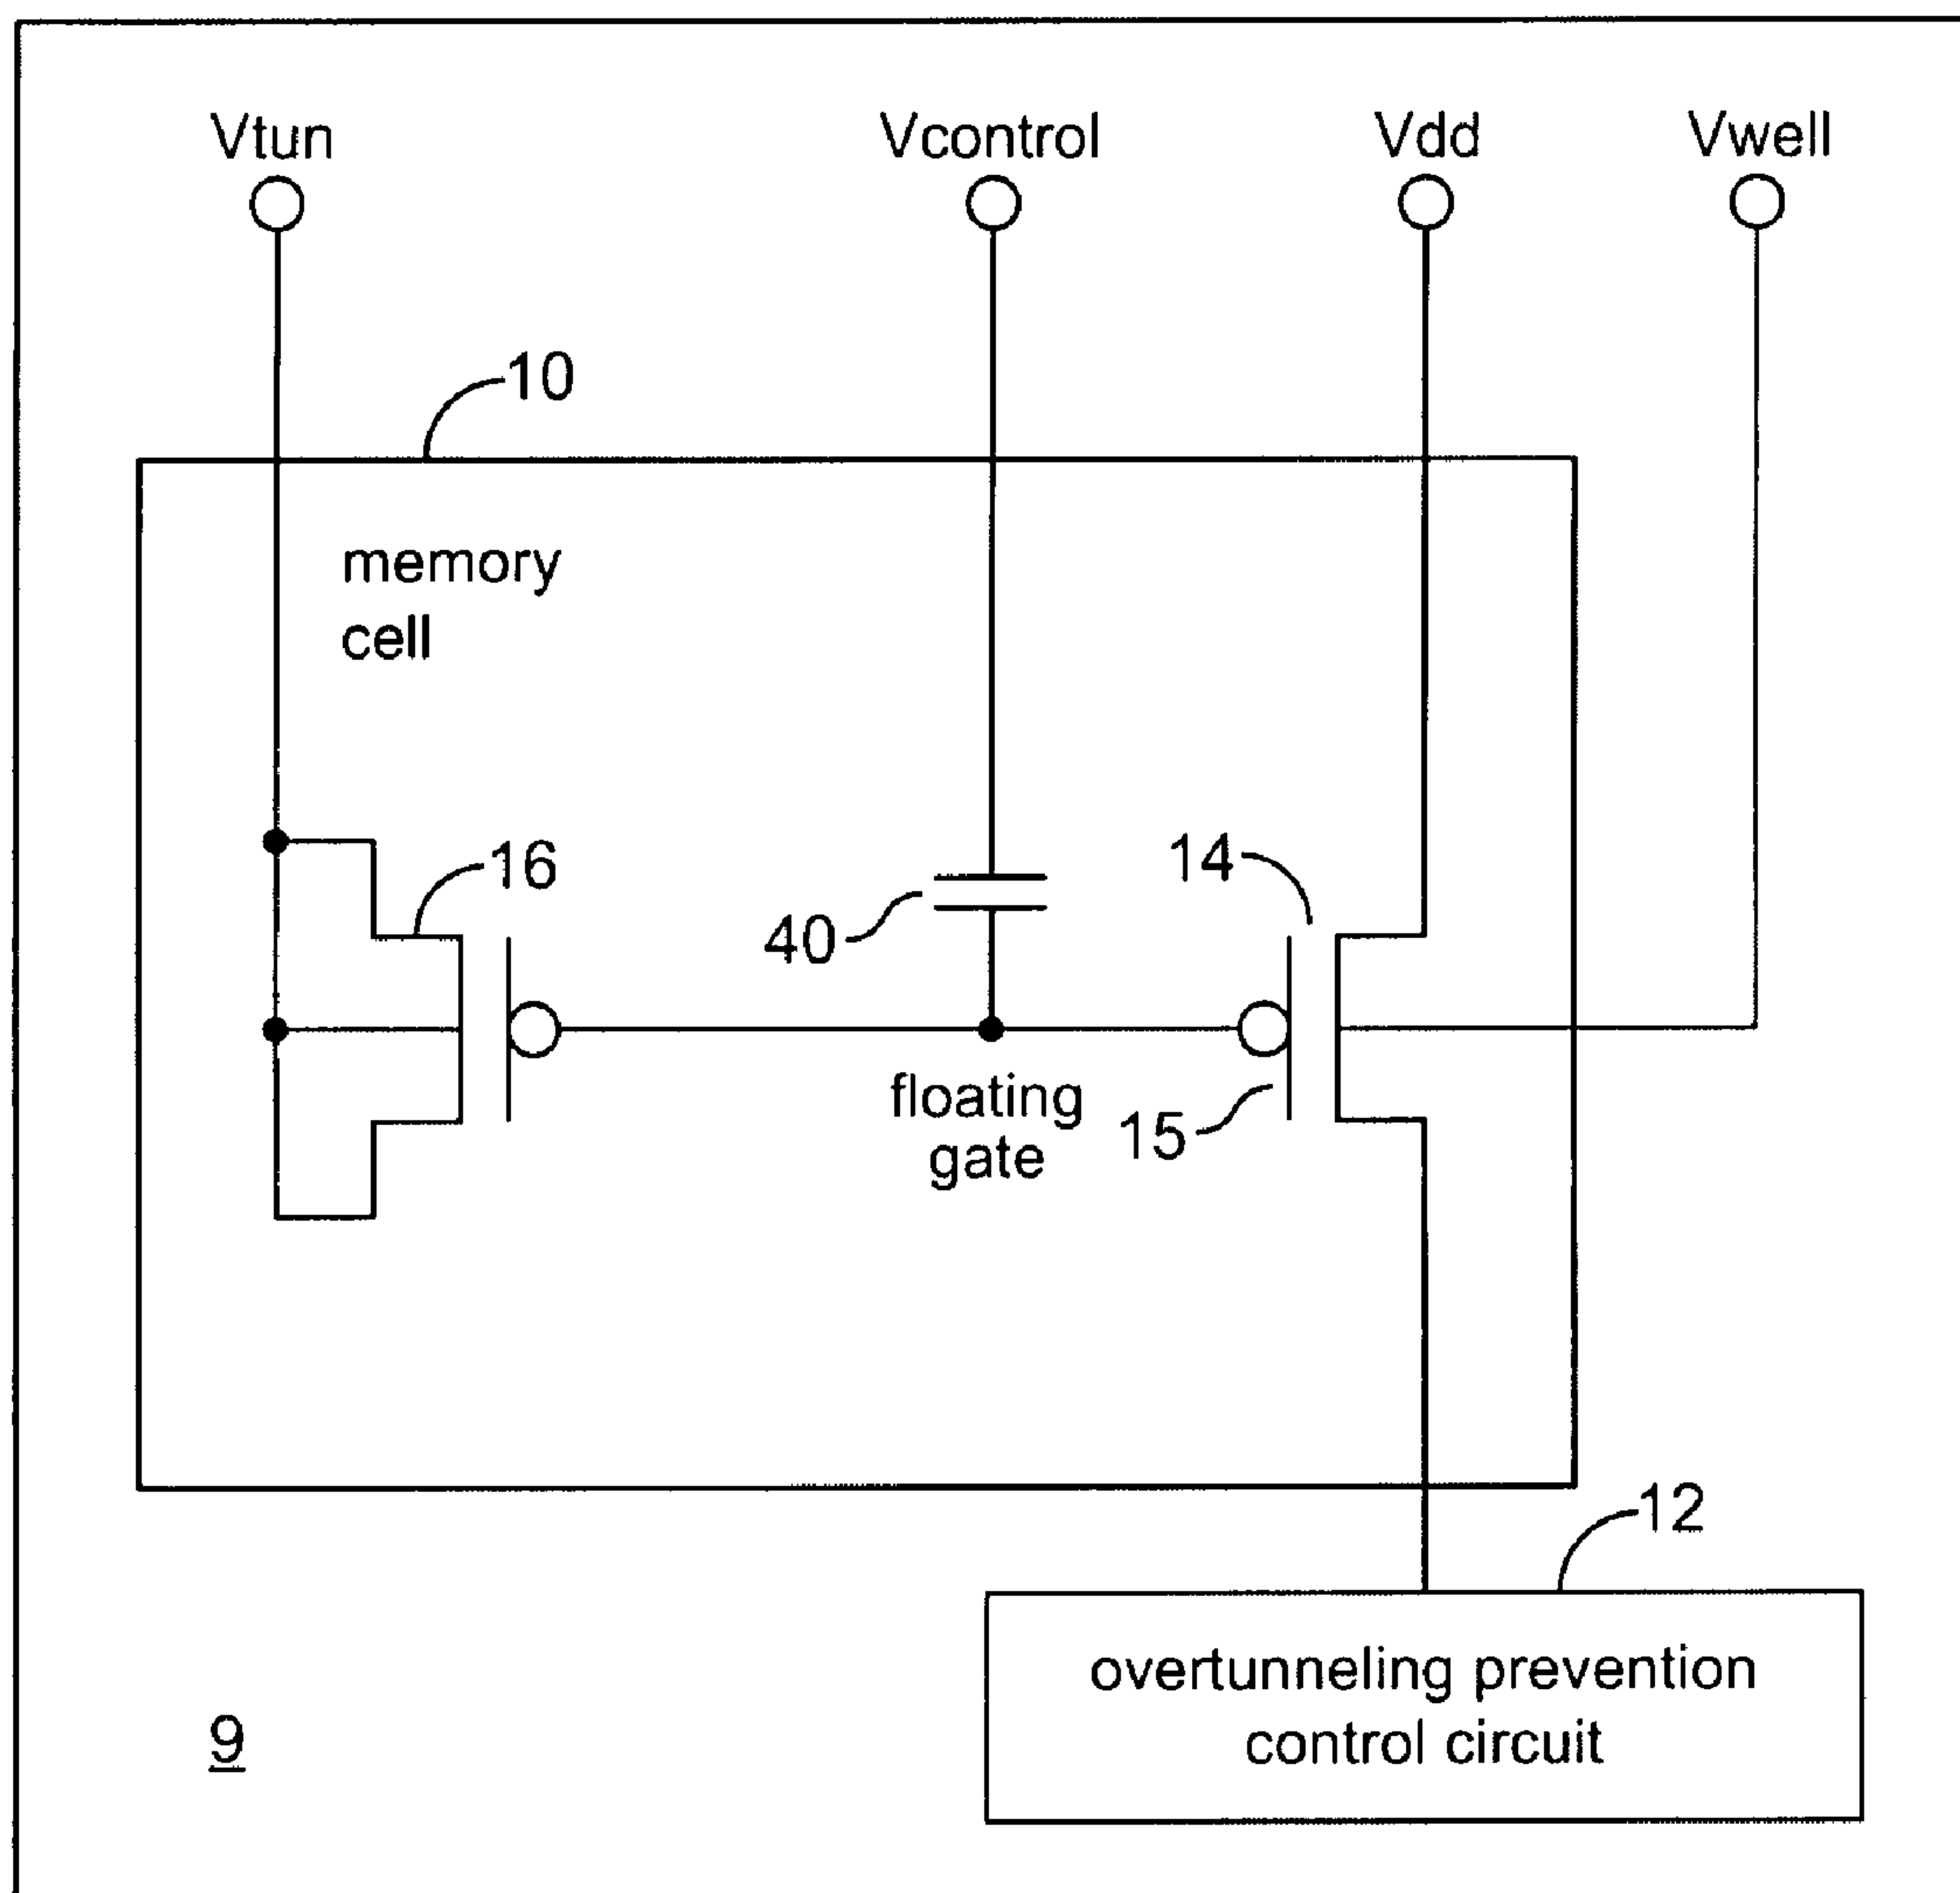 Vtun
Vcontrol
Vdd
Vwell
10
memory
cell
16
14
40
floating
gate
15
12
overtunneling prevention
control circuit
9